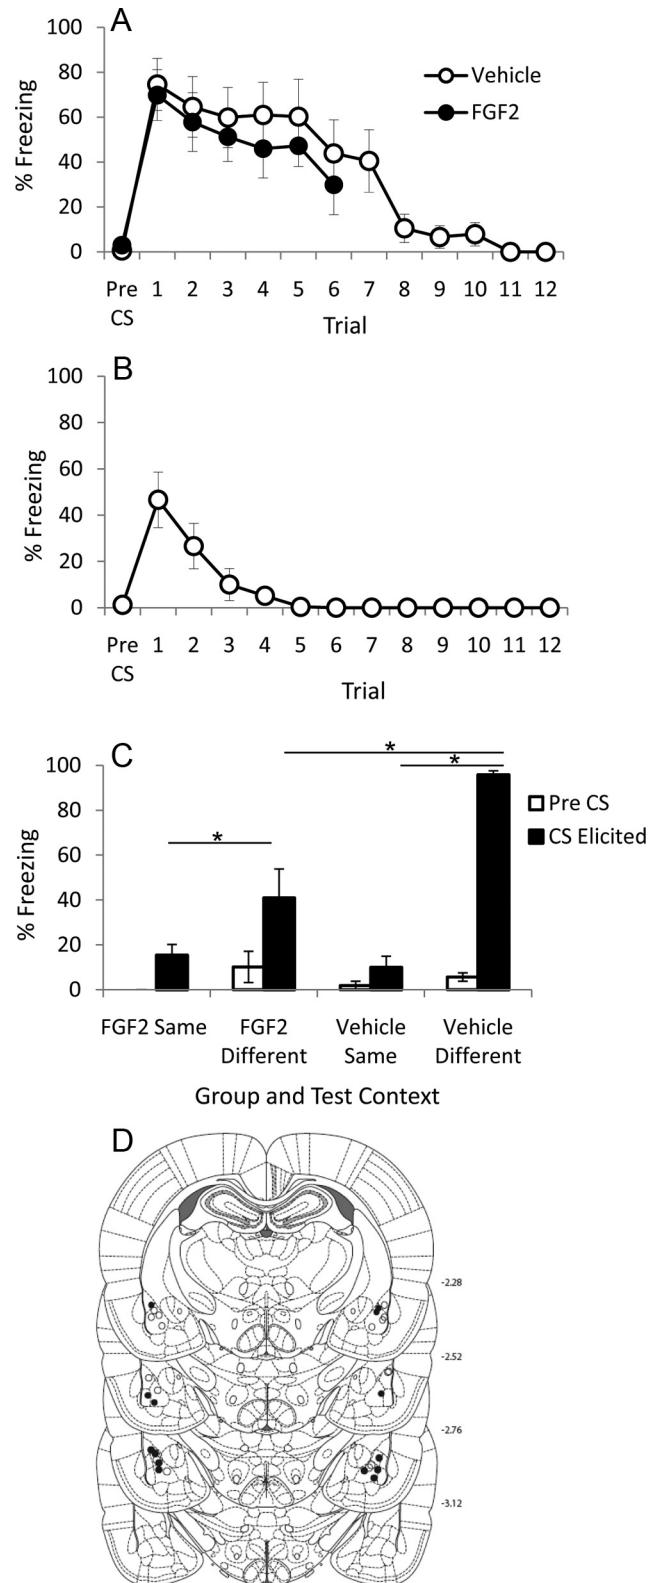 A
100
80
60
40
20
0
% Freezing
Vehicle
FGF2
Pre CS 1 2 3 4 5 6 7 8 9 10 11 12
Trial
B
100
80
60
40
20
0
% Freezing
Pre CS 1 2 3 4 5 6 7 8 9 10 11 12
Trial
C
100
80
60
40
20
0
% Freezing
*
*
*
Pre CS
CS Elicited
FGF2 Same
FGF2 Different
Vehicle Same
Vehicle Different
Group and Test Context
D
-2.28
-2.52
-2.76
-3.12